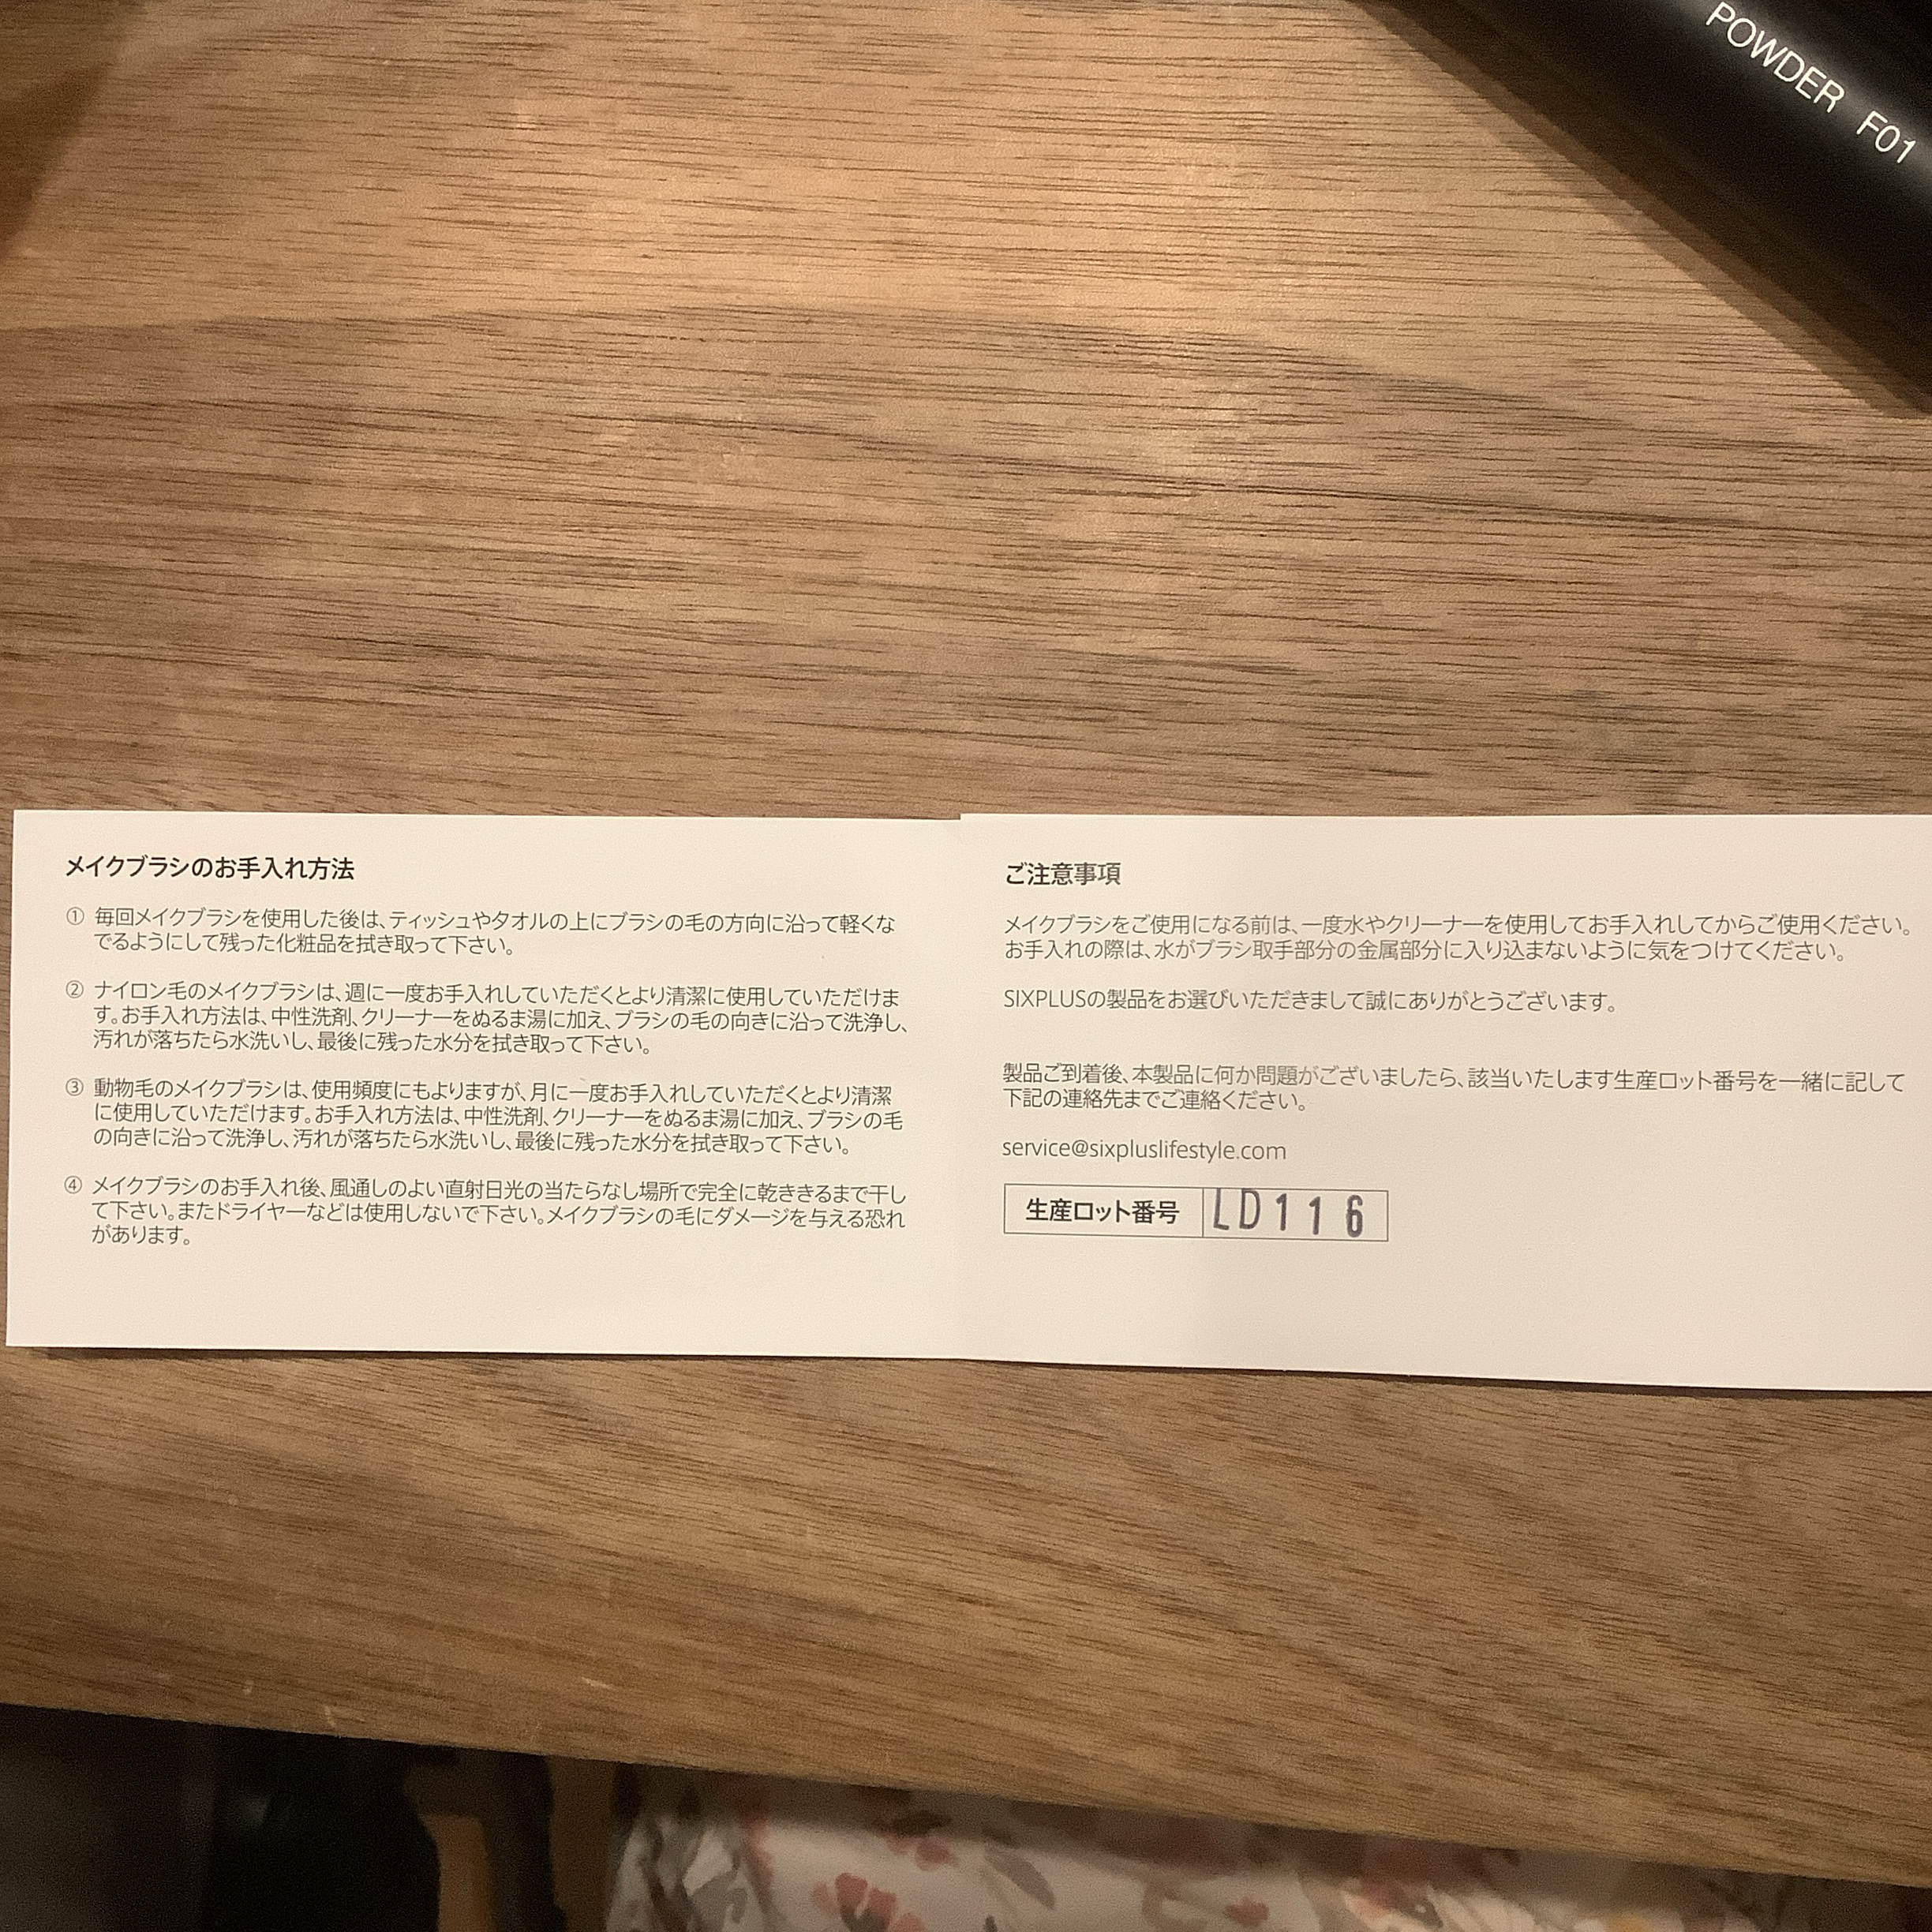 POWDER F01
メイクブラシのお手入れ方法
① 毎回メイクブラシを使用した後は、ティッシュやタオルの上にブラシの毛の方向に沿って軽くな
でるようにして残った化粧品を拭き取って下さい。
② ナイロン毛のメイクブラシは、週に一度お手入れしていただくとより清潔に使用していただけま
す。お手入れ方法は、中性洗剤、クリーナーをぬるま湯に加え、ブラシの毛の向きに沿って洗浄し、
汚れが落ちたら水洗いし、最後に残った水分を拭き取って下さい。
③ 動物毛のメイクブラシは、使用頻度にもよりますが、月に一度お手入れしていただくとより清潔
に使用していただけます。お手入れ方法は、中性洗剤、クリーナーをぬるま湯に加え、ブラシの毛
の向きに沿って洗浄し、汚れが落ちたら水洗いし、最後に残った水分を拭き取って下さい。
④ メイクブラシのお手入れ後、風通しのよい直射日光の当たらなし場所で完全に乾ききるまで干し
て下さい。またドライヤーなどは使用しないで下さい。メイクブラシの毛にダメージを与える恐れ
があります。
ご注意事項
メイクブラシをご使用になる前は、一度水やクリーナーを使用してお手入れしてからご使用ください。
お手入れの際は、水がブラシ取手部分の金属部分に入り込まないように気をつけてください。
SIXPLUSの製品をお選びいただきまして誠にありがとうございます。
製品ご到着後、本製品に何か問題がございましたら、該当いたします生産ロット番号を一緒に記して
下記の連絡先までご連絡ください。
service@sixpluslifestyle.com
生産ロット番号 LD116